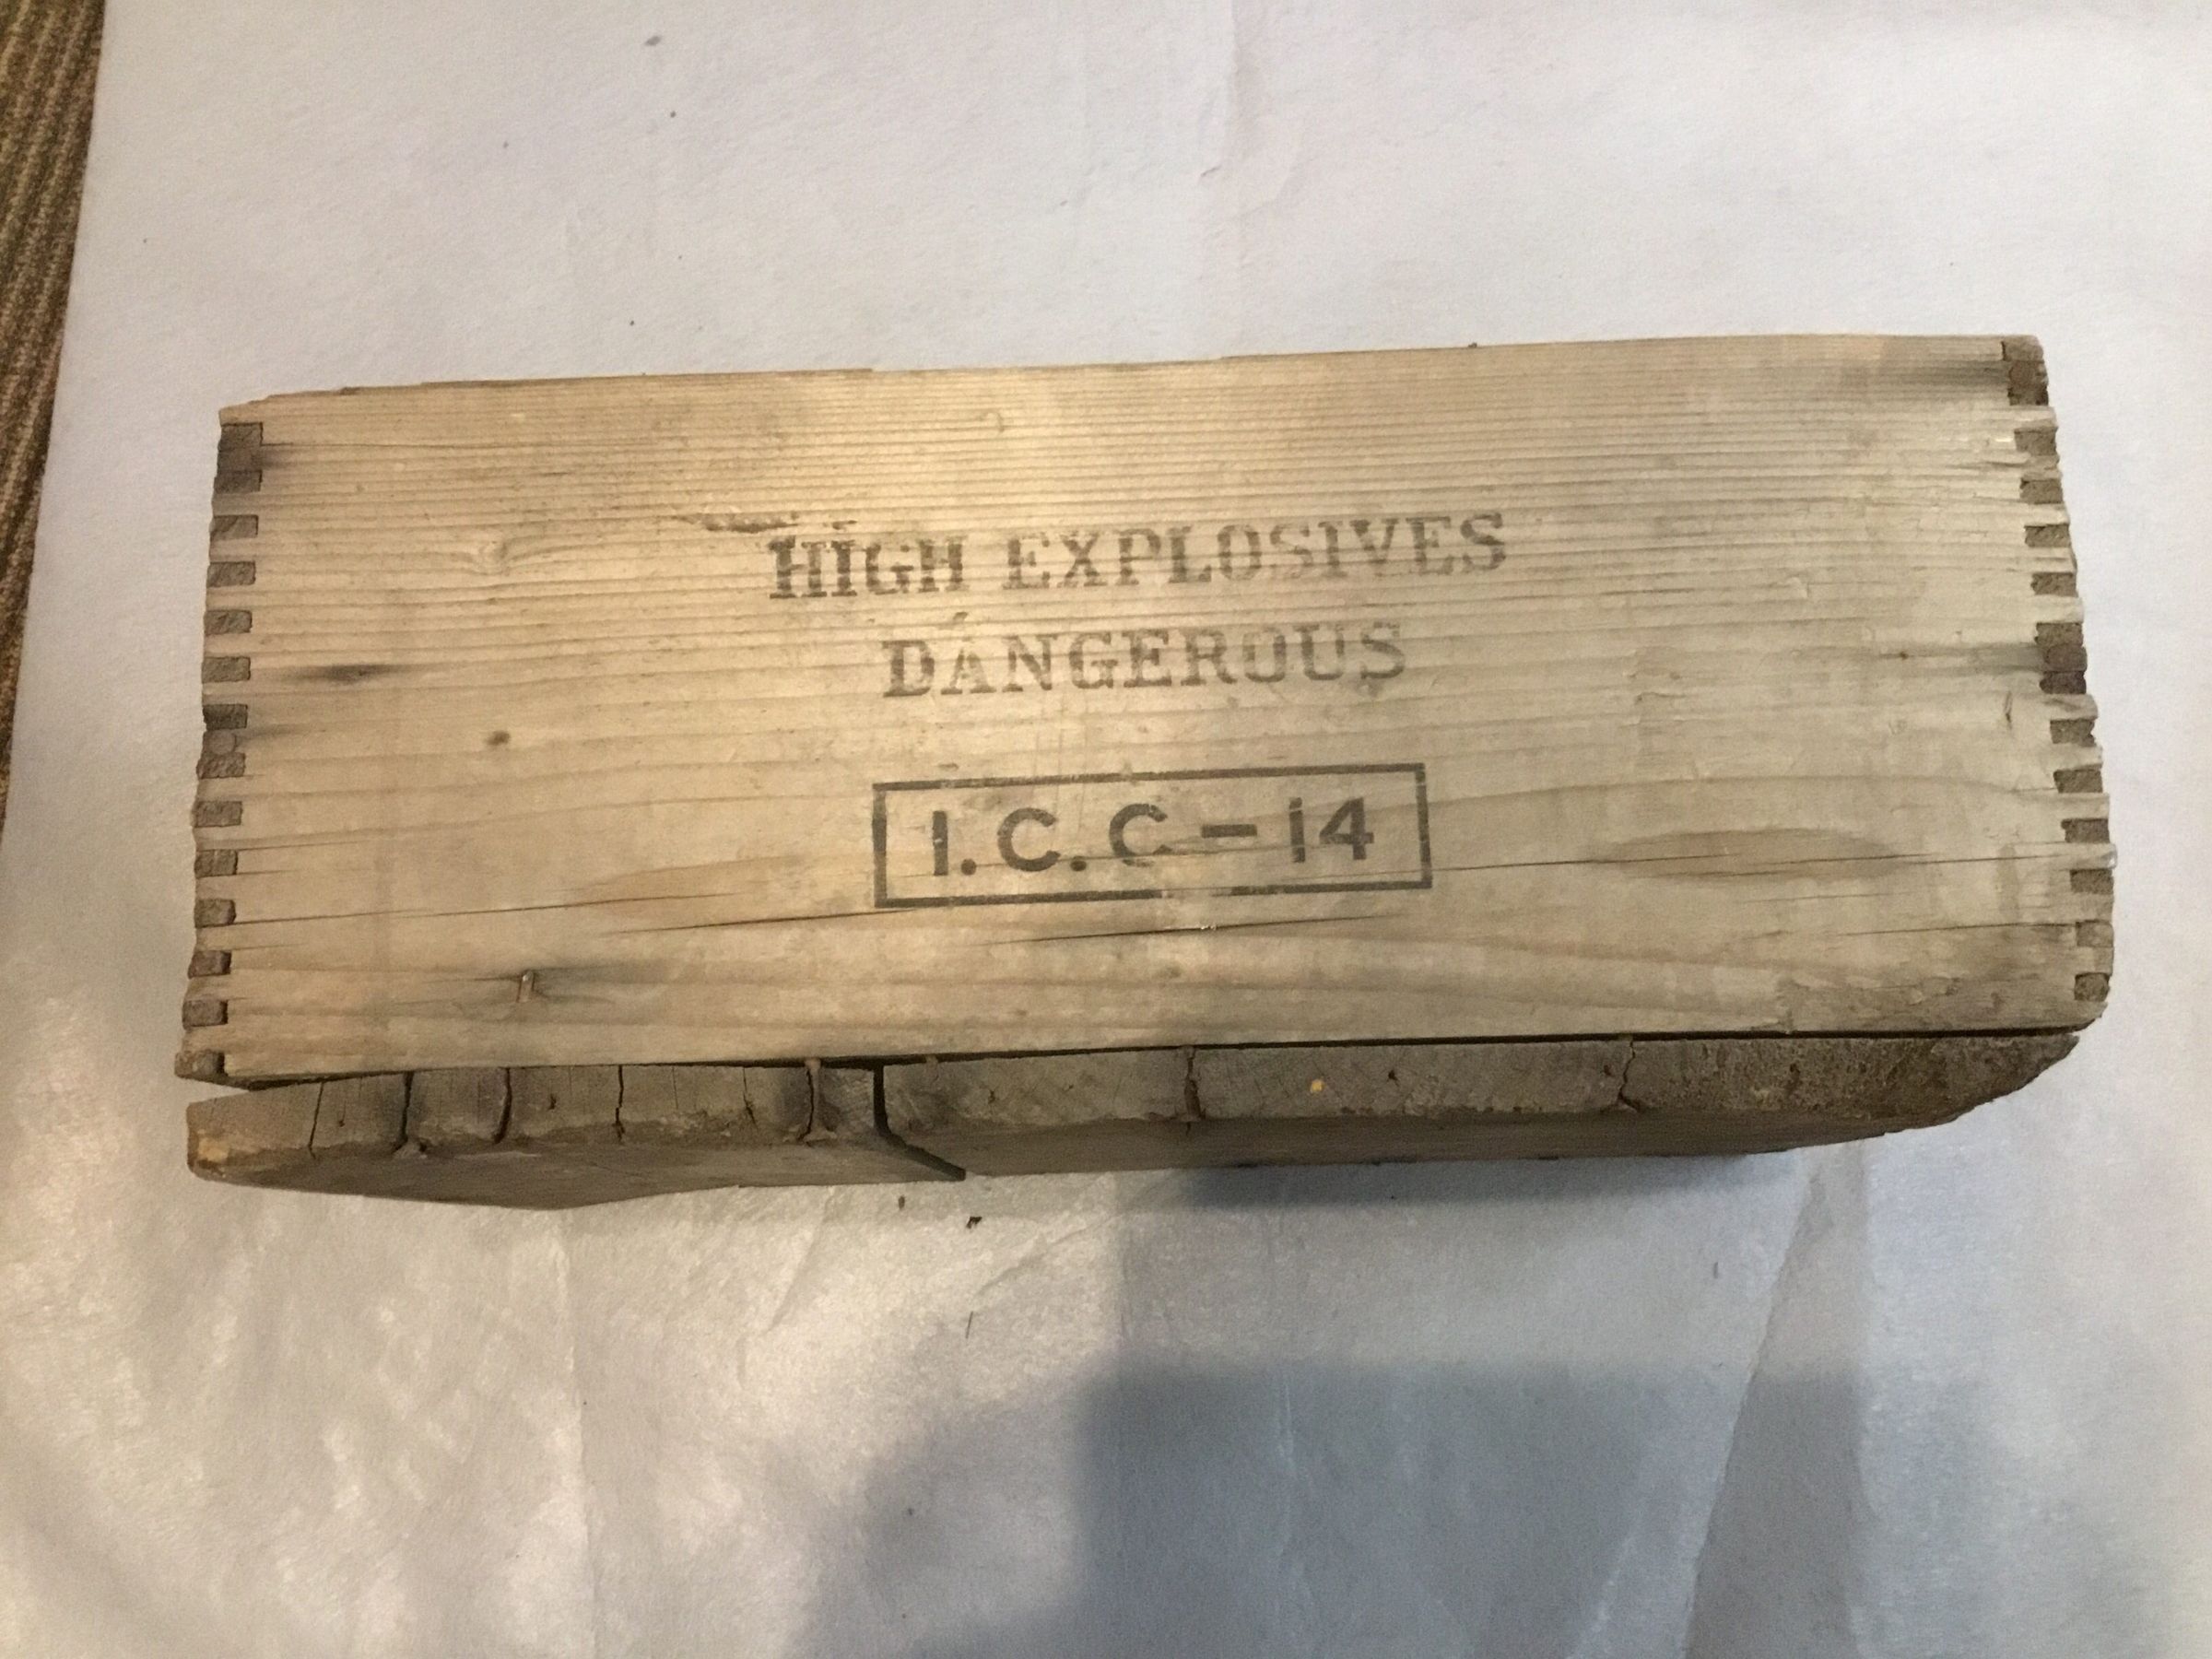 HIGH EXPLOSIVES
DANGEROUS
I.C.C-14